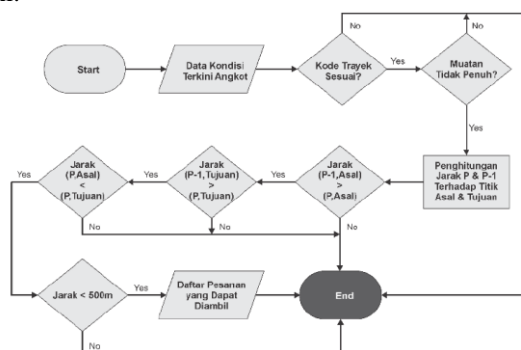 No
No
Start
Data Kondisi
Terkini Angkot
Kode Trayek
Sesuai?
Yes
Muatan
Tidak Penuh?
Yes
Yes
Jarak
(P,Asal)
<
(P,Tujuan)
Yes
Jarak
(P-1,Tujuan)
>
(P,Tujuan)
Yes
Jarak
(P-1,Asal)
>
(P,Asal)
Penghitungan
Jarak P & P-1
Terhadap Titik
Asal & Tujuan
No
No
No
Jarak < 500m
Yes
Daftar Pesanan
yang Dapat
Diambil
End
No